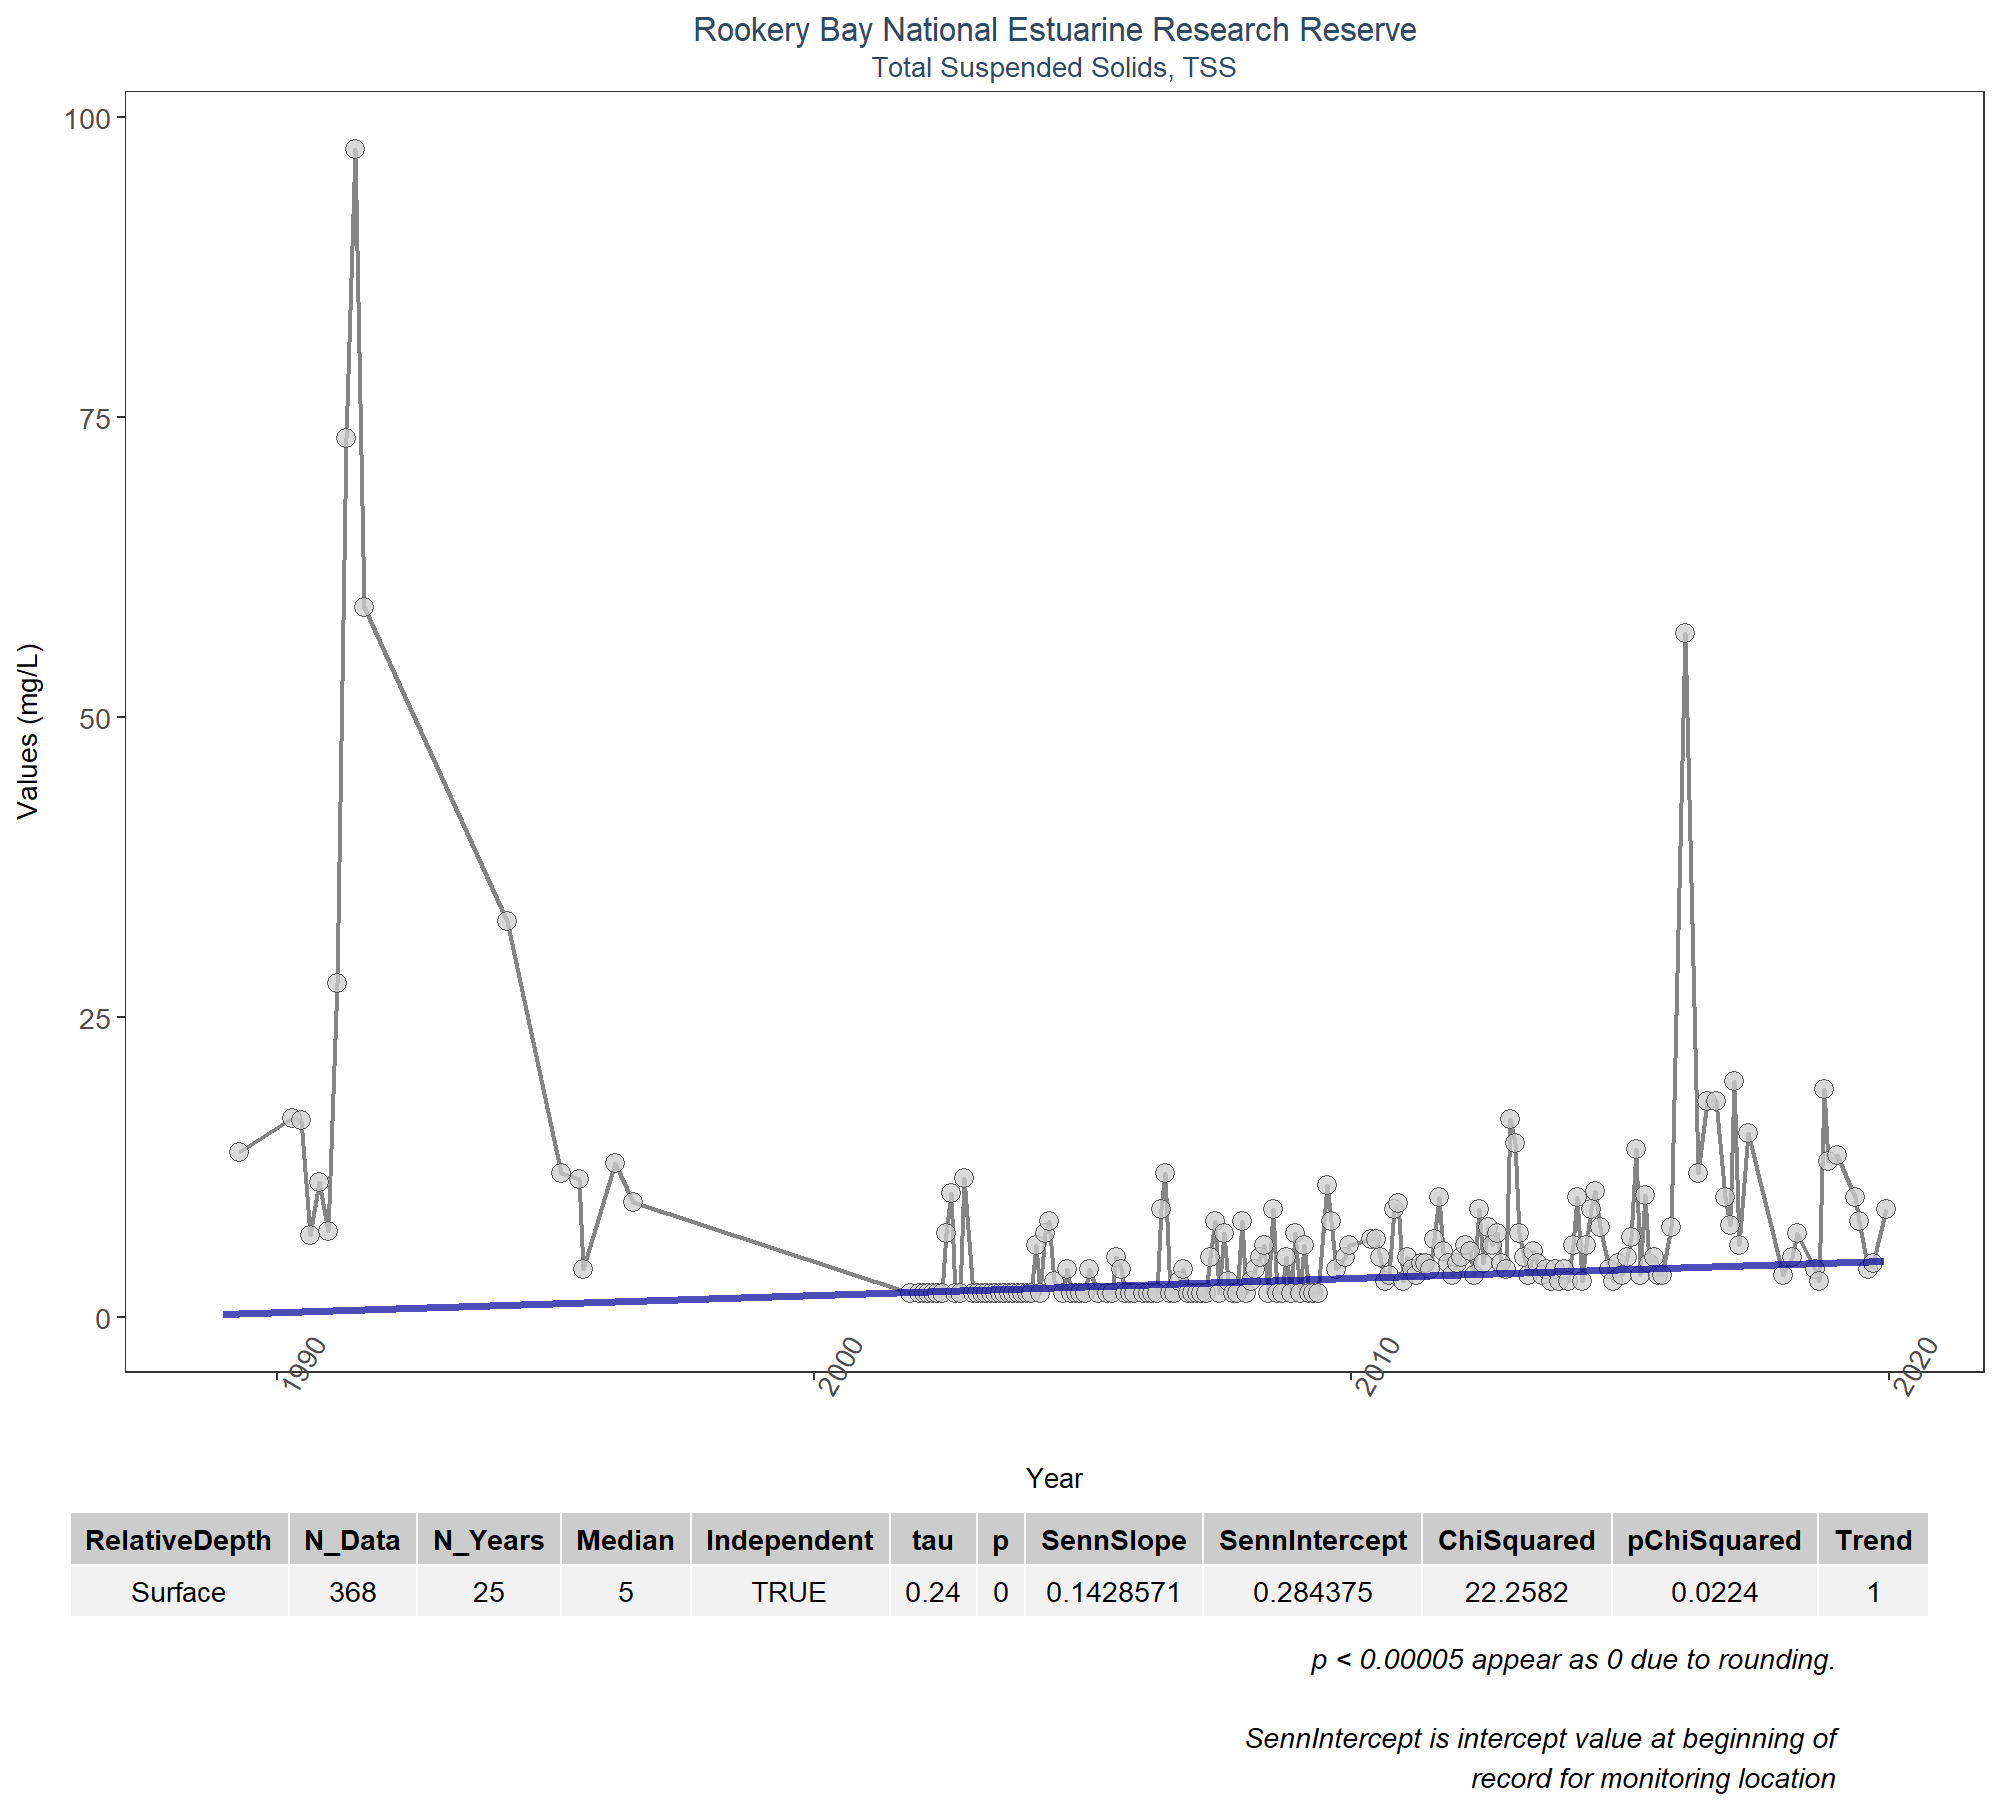 Rookery Bay National Estuarine Research Reserve
Total Suspended Solids, TSS
Values (mg/L)
100
75
50
25
0
1990 2000 2010 2020
Year
RelativeDepth N_Data N_Years Median Independent tau p SennSlope SennIntercept ChiSquared pChiSquared Trend
Surface 368 25 5 TRUE 0.24 0 0.1428571 0.284375 22.2582 0.0224 1
p < 0.00005 appear as 0 due to rounding.
SennIntercept is intercept value at beginning of
record for monitoring location